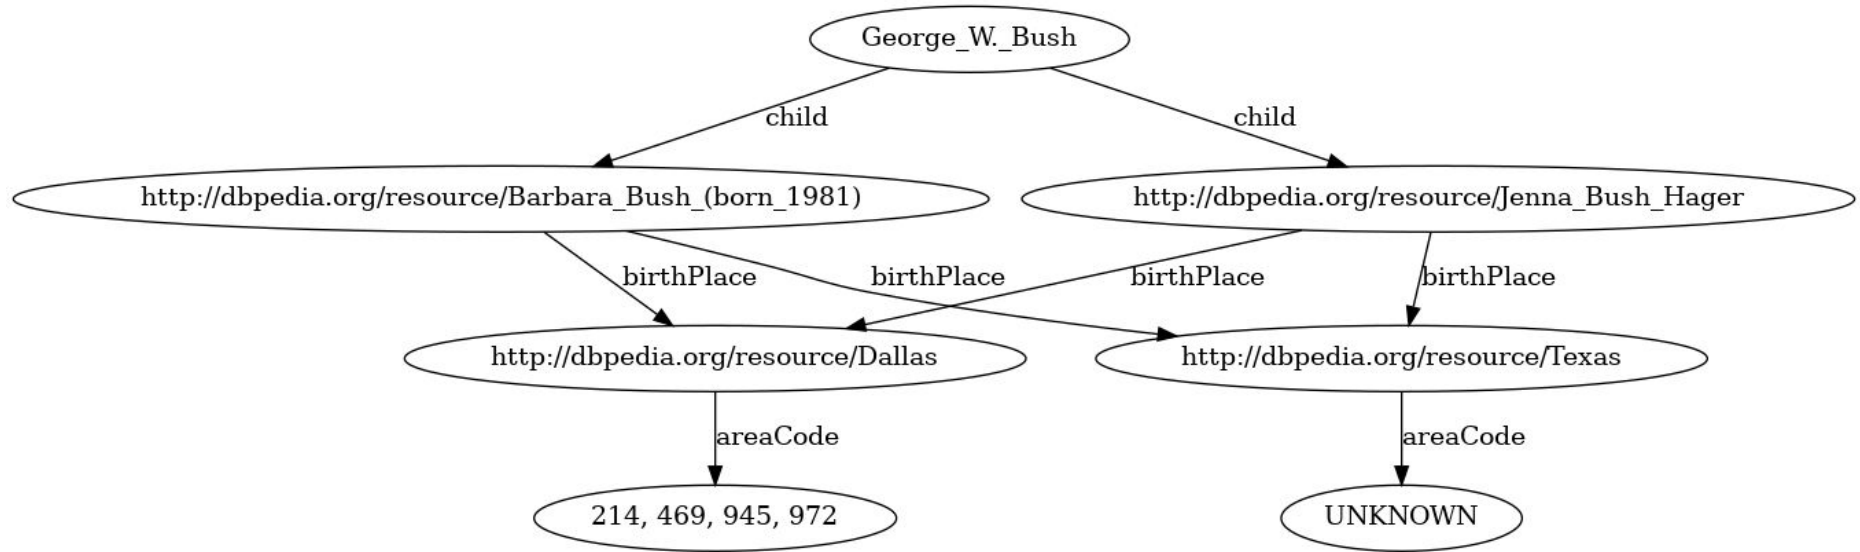 George_W._Bush
child
child
http://dbpedia.org/resource/Barbara_Bush_(born_1981)
http://dbpedia.org/resource/Jenna_Bush_Hager
birthPlace
birthPlace
birthPlace
birthPlace
http://dbpedia.org/resource/Dallas
http://dbpedia.org/resource/Texas
areaCode
areaCode
214, 469, 945, 972
UNKNOWN